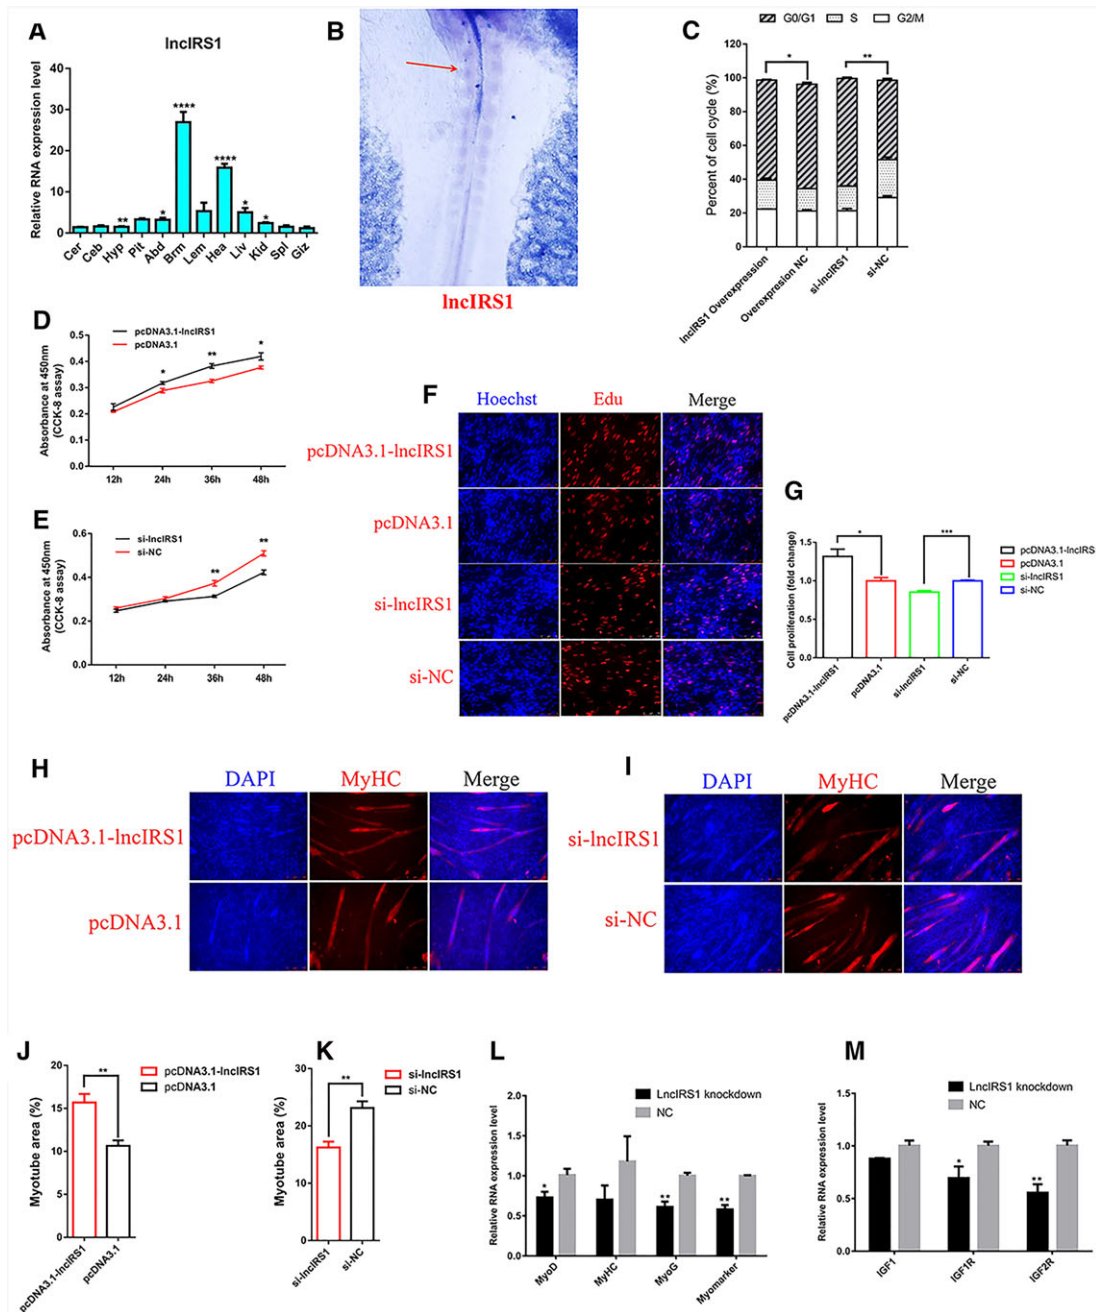 A
lncIRS1
Relative RNA expression level
40
30
20
10
0
**
*
****
****
*
*
Cer
Ceb
Hyp
Pit
Abd
Brm
Lem
Hea
Liv
Kid
Spl
Giz
B
lncIRS1
C
G0/G1
S
G2/M
Percent of cell cycle (%)
120
100
80
60
40
20
0
*
**
lncIRS1 Overexpression
Overexpresion NC
si-lncIRS1
si-NC
D
pcDNA3.1-lncIRS1
pcDNA3.1
Absorbance at 450nm
(CCK-8 assay)
0.5
0.4
0.3
0.2
0.1
0.0
*
**
*
12h
24h
36h
48h
E
si-lncIRS1
si-NC
Absorbance at 450nm
(CCK-8 assay)
0.6
0.4
0.2
0.0
**
**
12h
24h
36h
48h
F
Hoechst
Edu
Merge
pcDNA3.1-lncIRS1
pcDNA3.1
si-lncIRS1
si-NC
G
Cell proliferation (fold change)
1.5
1.0
0.5
0.0
*
***
pcDNA3.1-lncIRS
pcDNA3.1
si-lncIRS1
si-NC
pcDNA3.1-lncIRS1
pcDNA3.1
si-lncIRS1
si-NC
H
DAPI
MyHC
Merge
pcDNA3.1-lncIRS1
pcDNA3.1
I
DAPI
MyHC
Merge
si-lncIRS1
si-NC
J
Myotube area (%)
20
15
10
5
0
**
pcDNA3.1-lncIRS1
pcDNA3.1
pcDNA3.1-lncIRS1
pcDNA3.1
K
Myotube area (%)
30
20
10
0
**
si-lncIRS1
si-NC
si-lncIRS1
si-NC
L
LncIRS1 knockdown
NC
Relative RNA expression level
2.0
1.5
1.0
0.5
0.0
*
**
**
MyoD
MyHC
MyoG
Myomarker
M
LncIRS1 knockdown
NC
Relative RNA expression level
1.5
1.0
0.5
0.0
*
**
IGF1
IGF1R
IGF2R